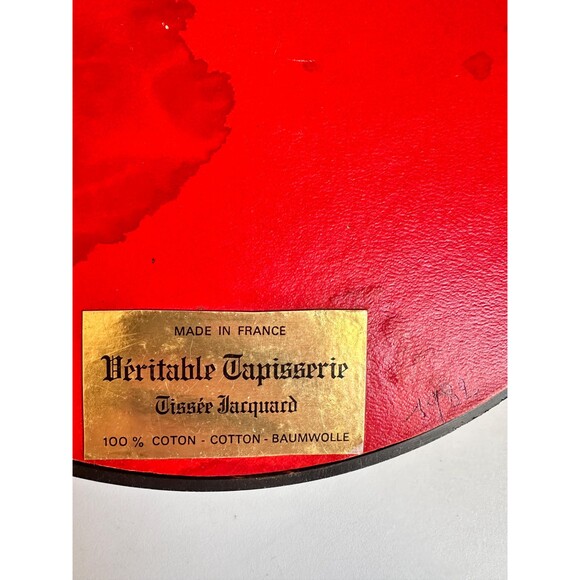 MADE IN FRANCE
Véritable Tapisserie
Tissée Jacquard
100 % COTON - COTTON - BAUMWOLLE